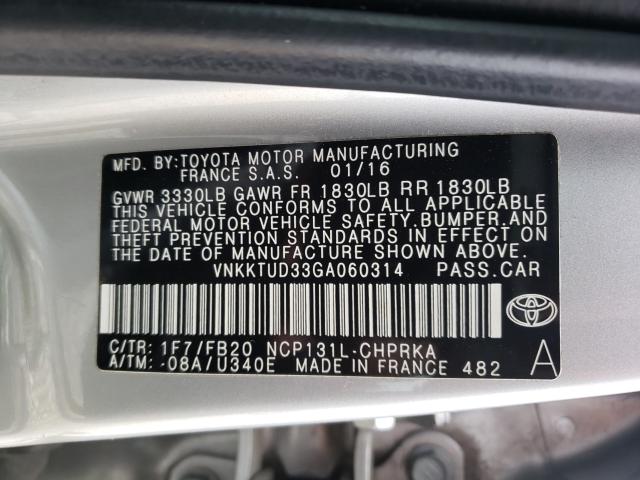 MFD. BY:TOYOTA MOTOR MANUFACTURING
FRANCE S.A.S. 01/16
GVWR 3330LB GAWR FR 1830LB RR 1830LB
THIS VEHICLE CONFORMS TO ALL APPLICABLE
FEDERAL MOTOR VEHICLE SAFETY,BUMPER,AND
THEFT PREVENTION STANDARDS IN EFFECT ON
THE DATE OF MANUFACTURE SHOWN ABOVE.
VNKKTUD33GA060314 PASS.CAR
C/TR: 1F7/FB20 NCP131L-CHPRKA
A/TM: -08A/U340E MADE IN FRANCE 482
A